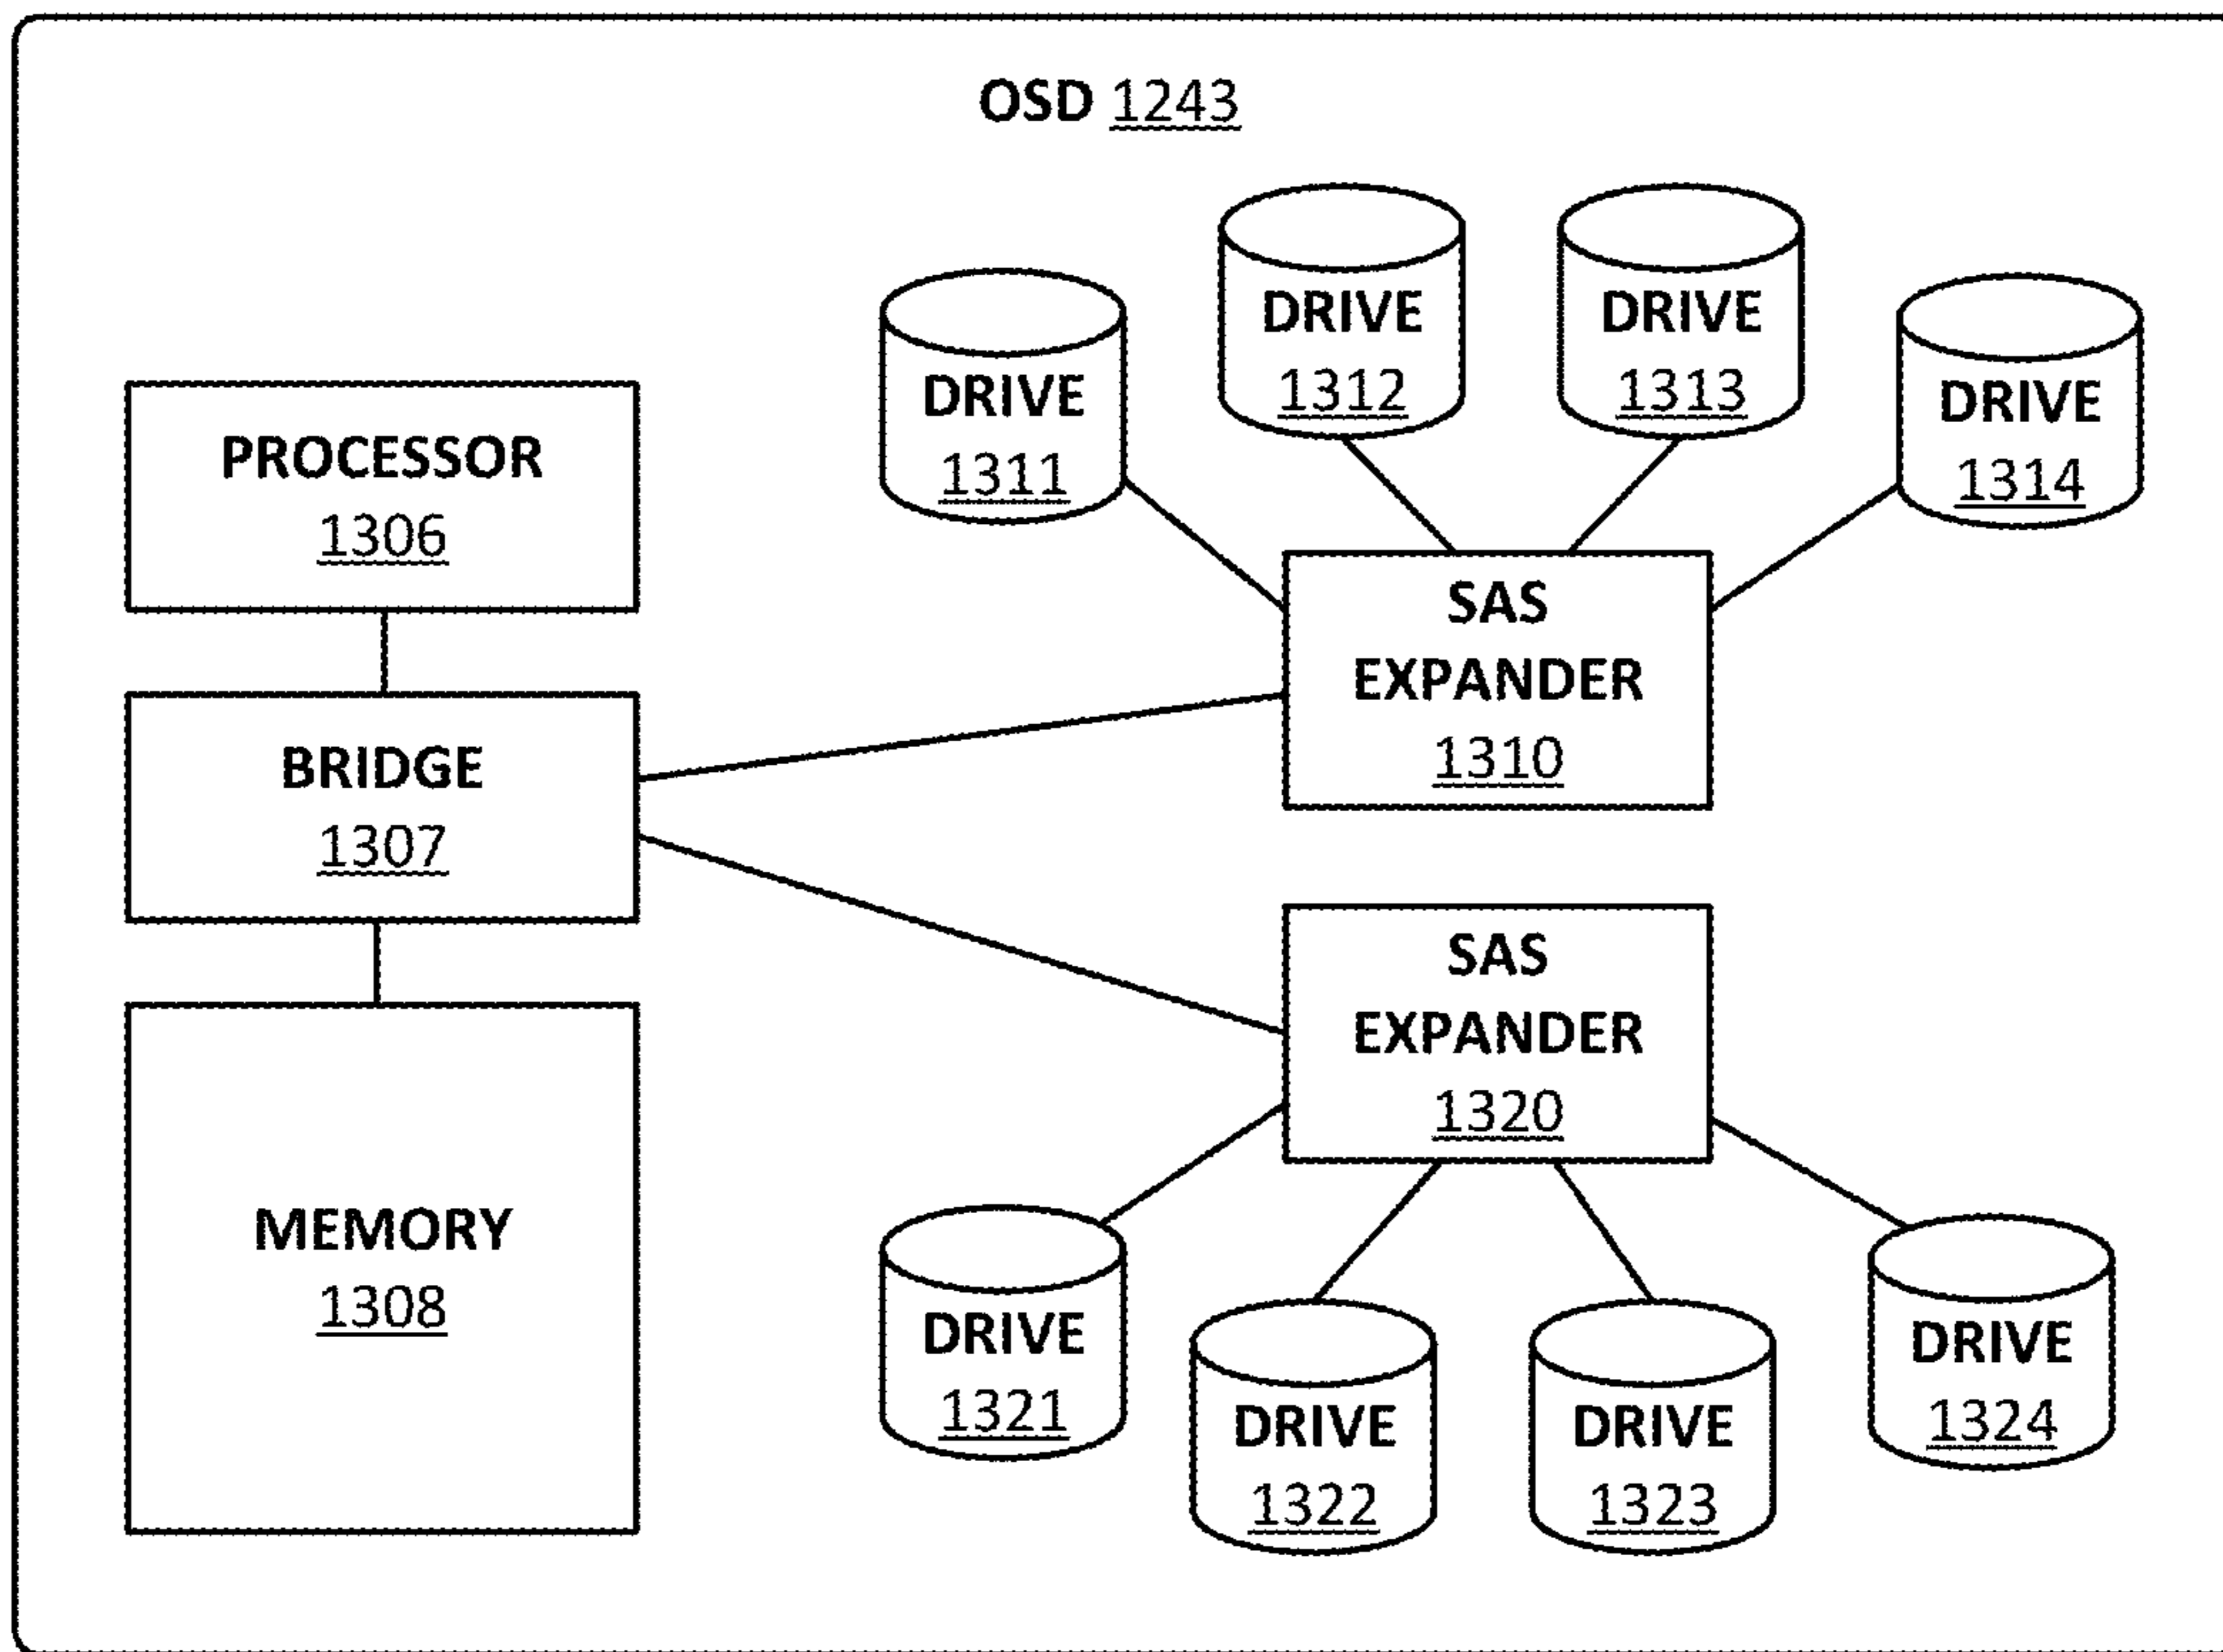 OSD 1243
DRIVE
1312
DRIVE
1313
DRIVE
1311
DRIVE
1314
PROCESSOR
1306
SAS
EXPANDER
1310
BRIDGE
1307
SAS
EXPANDER
1320
MEMORY
1308
DRIVE
1321
DRIVE
1322
DRIVE
1323
DRIVE
1324